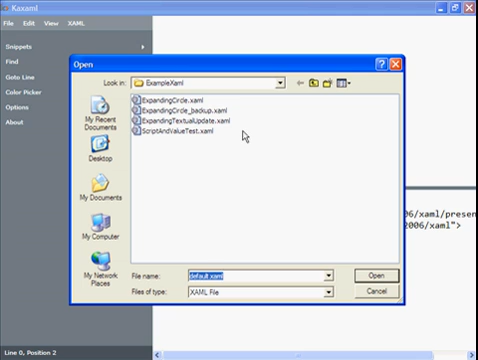 Kaxaml
File Edit View XAML
Snippets
Find
Goto Line
Color Picker
Options
About
Open
Look in: ExampleXaml
ExpandingCircle.xaml
ExpandingCircle_backup.xaml
ExpandingTextualUpdate.xaml
ScriptAndValueTest.xaml
My Recent
Documents
Desktop
My Documents
My Computer
My Network
Places
File name: default.xaml Open
Files of type: XAML File Cancel
06/xaml/presen
2006/xaml">
Line 0, Position 2